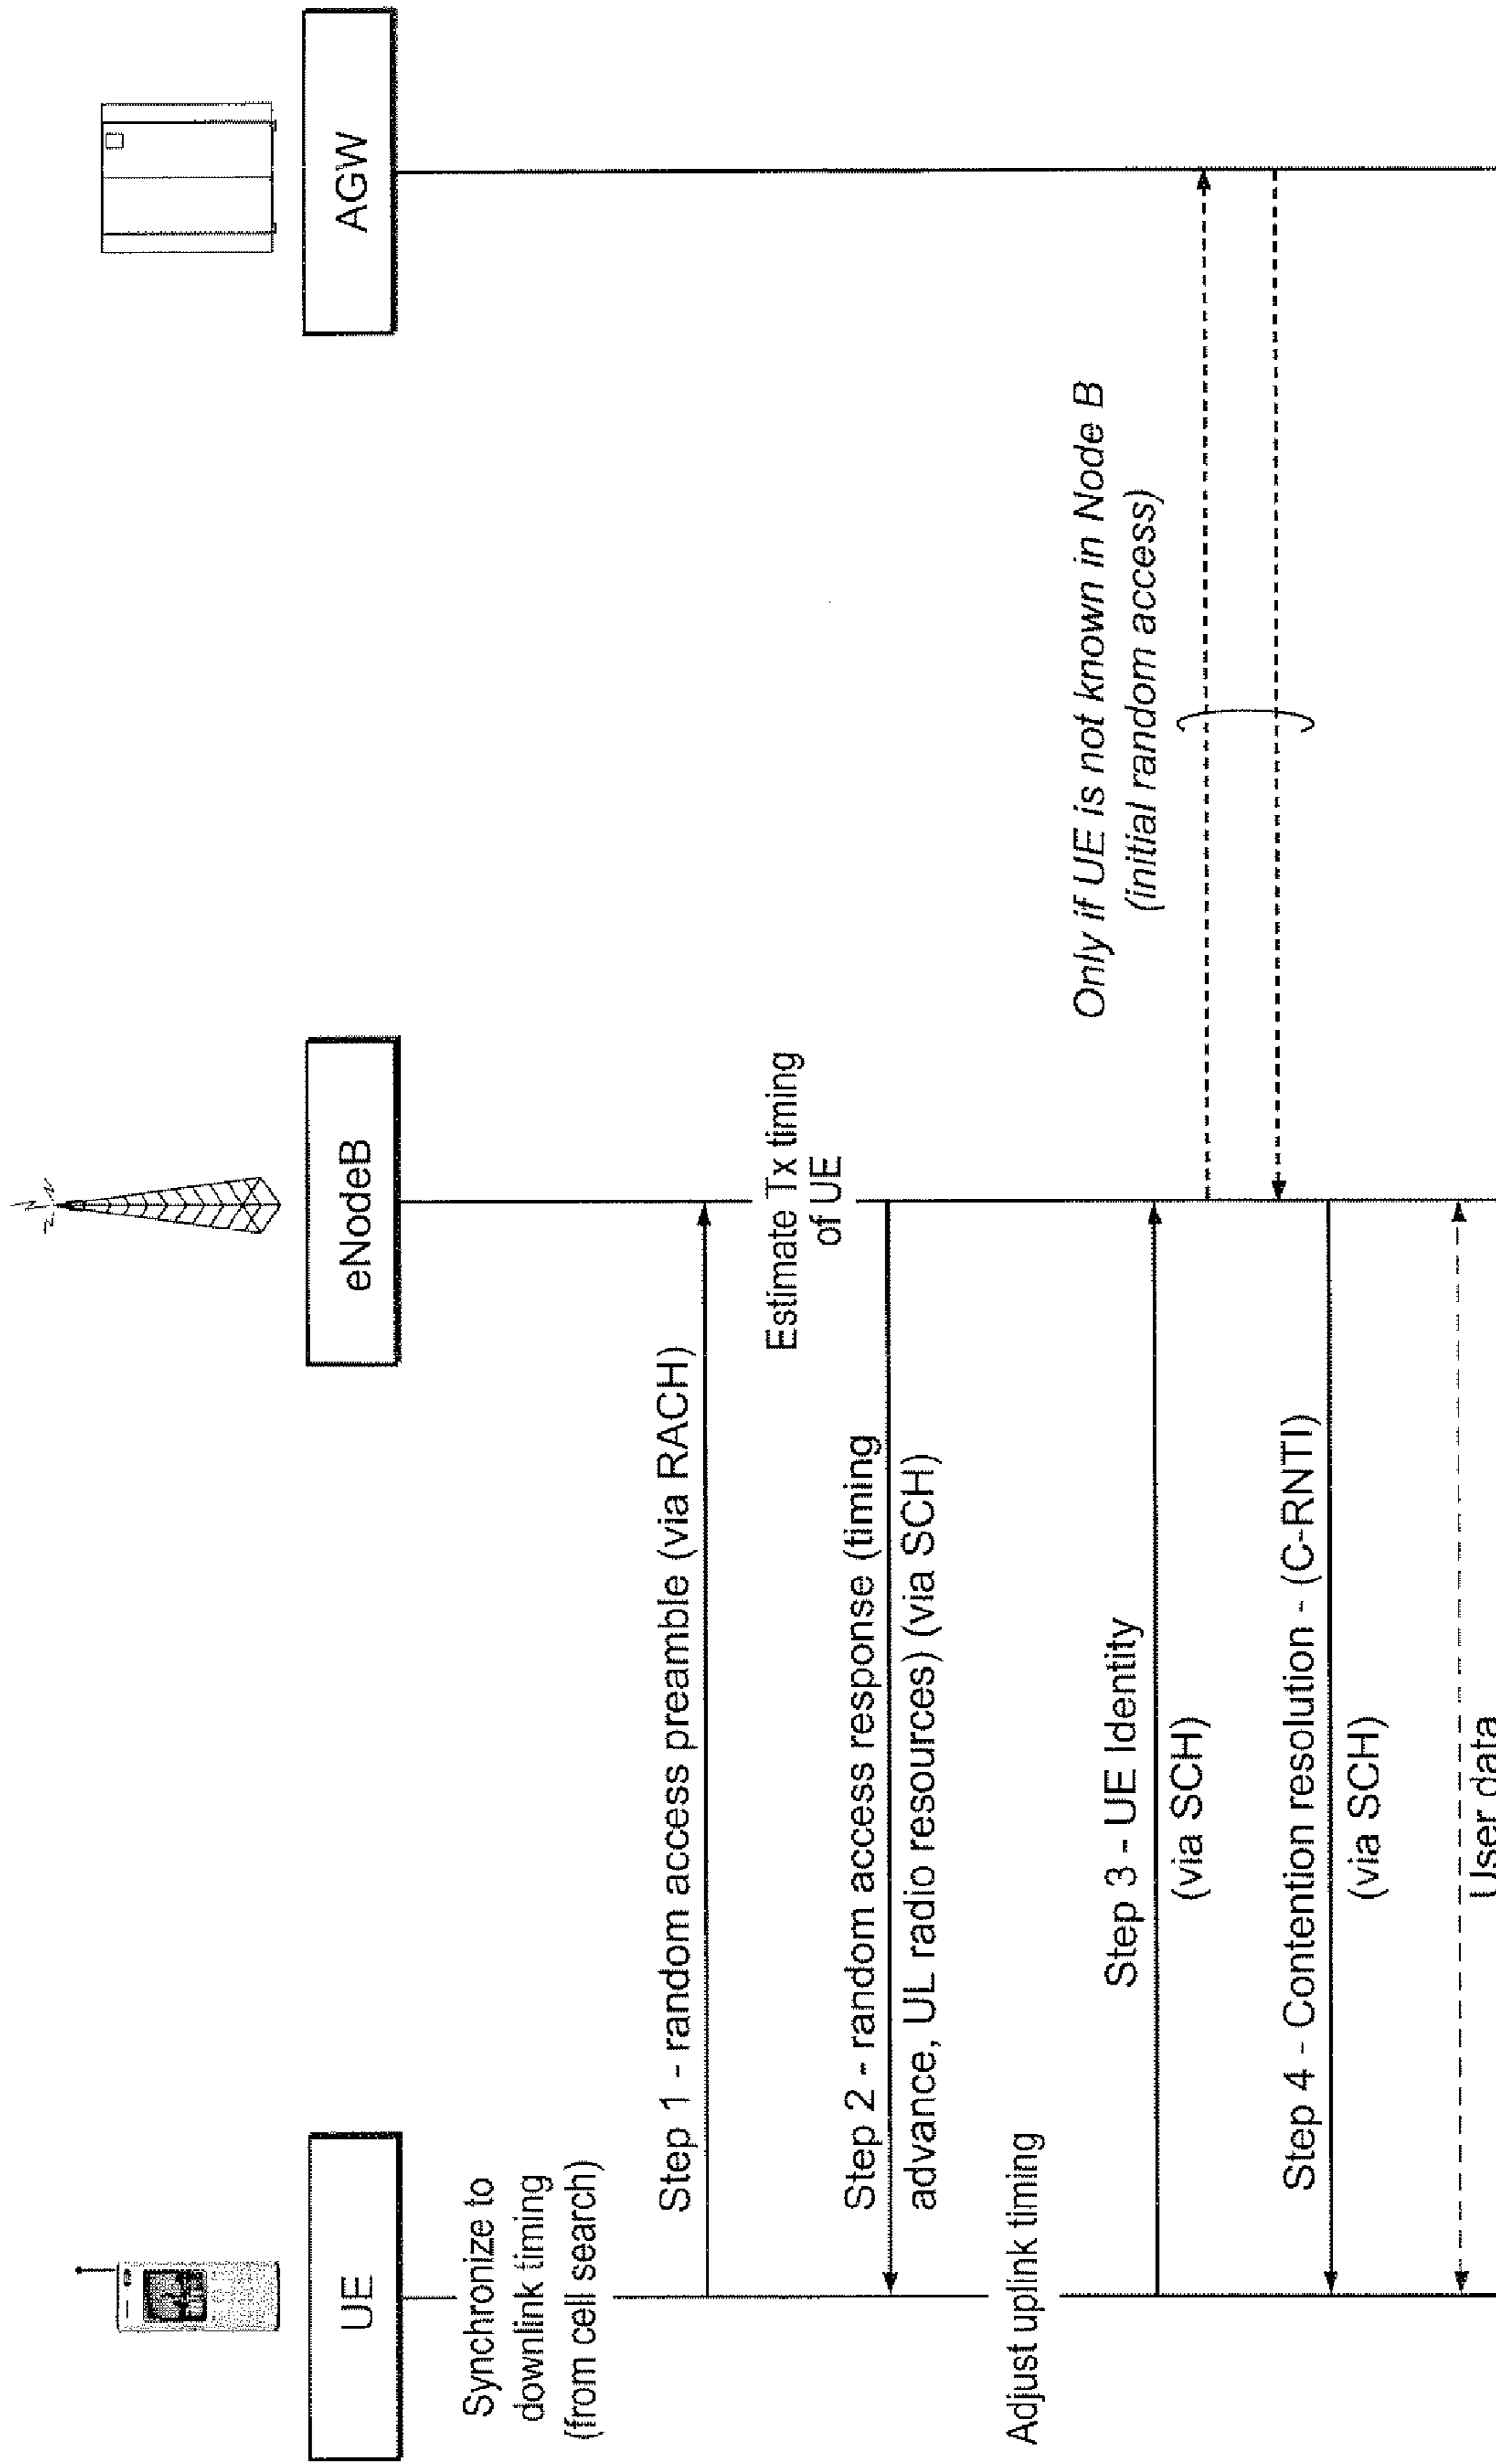 UE
eNodeB
AGW
Synchronize to
downlink timing
(from cell search)
Step 1 - random access preamble (via RACH)
Estimate Tx timing
of UE
Step 2 - random access response (timing
advance, UL radio resources) (via SCH)
Adjust uplink timing
Step 3 - UE Identity
(via SCH)
Only if UE is not known in Node B
(initial random access)
Step 4 - Contention resolution - (C-RNTI)
(via SCH)
User data